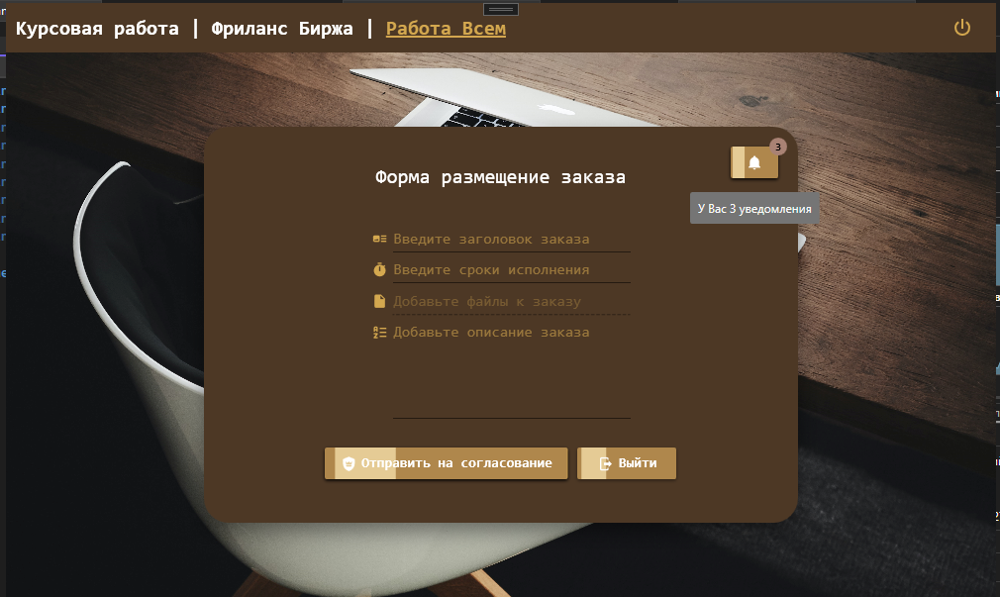 Курсовая работа | Фриланс Биржа | Работа Всем
3
Форма размещение заказа
У Вас 3 уведомления
Введите заголовок заказа
Введите сроки исполнения
Добавьте файлы к заказу
Добавьте описание заказа
Отправить на согласование
Выйти